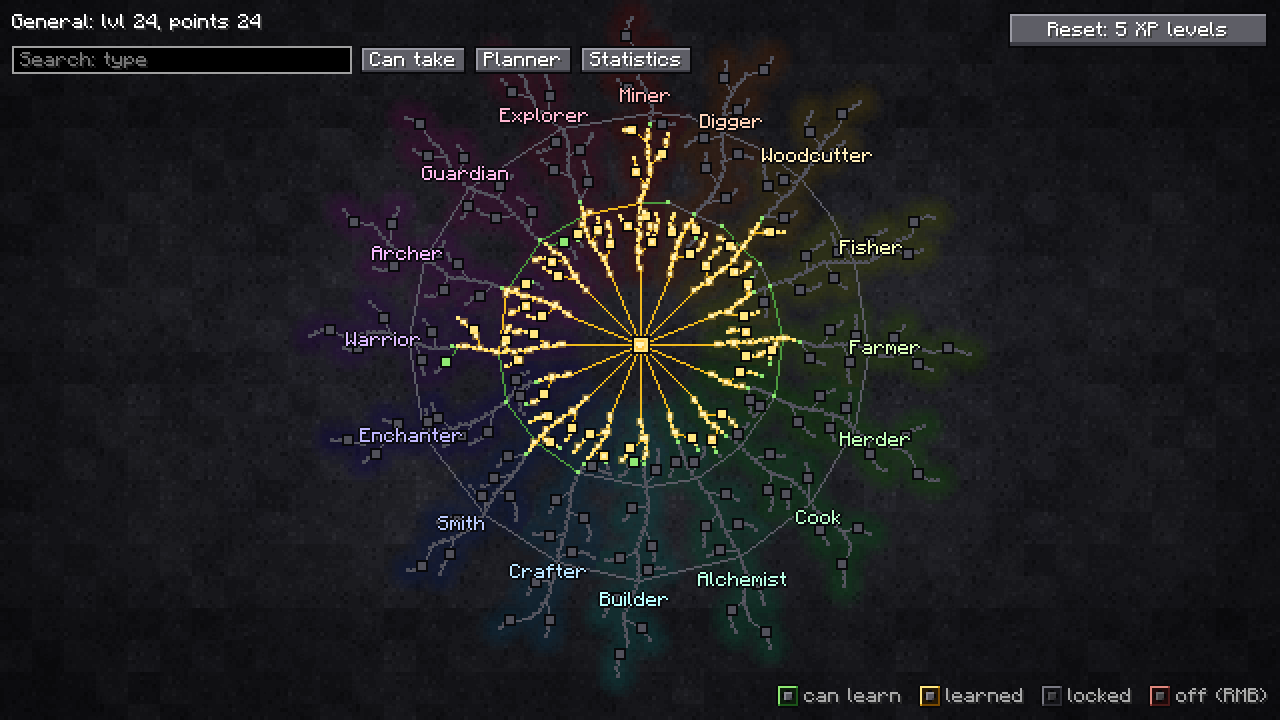 General: lvl 24, points 24
Reset: 5 XP levels
Search: type
Can take
Planner
Statistics
Miner
Explorer
Digger
Woodcutter
Guardian
Fisher
Archer
Warrior
Farmer
Enchanter
Herder
Smith
Cook
Crafter
Alchemist
Builder
can learn
learned
locked
off (RMB)